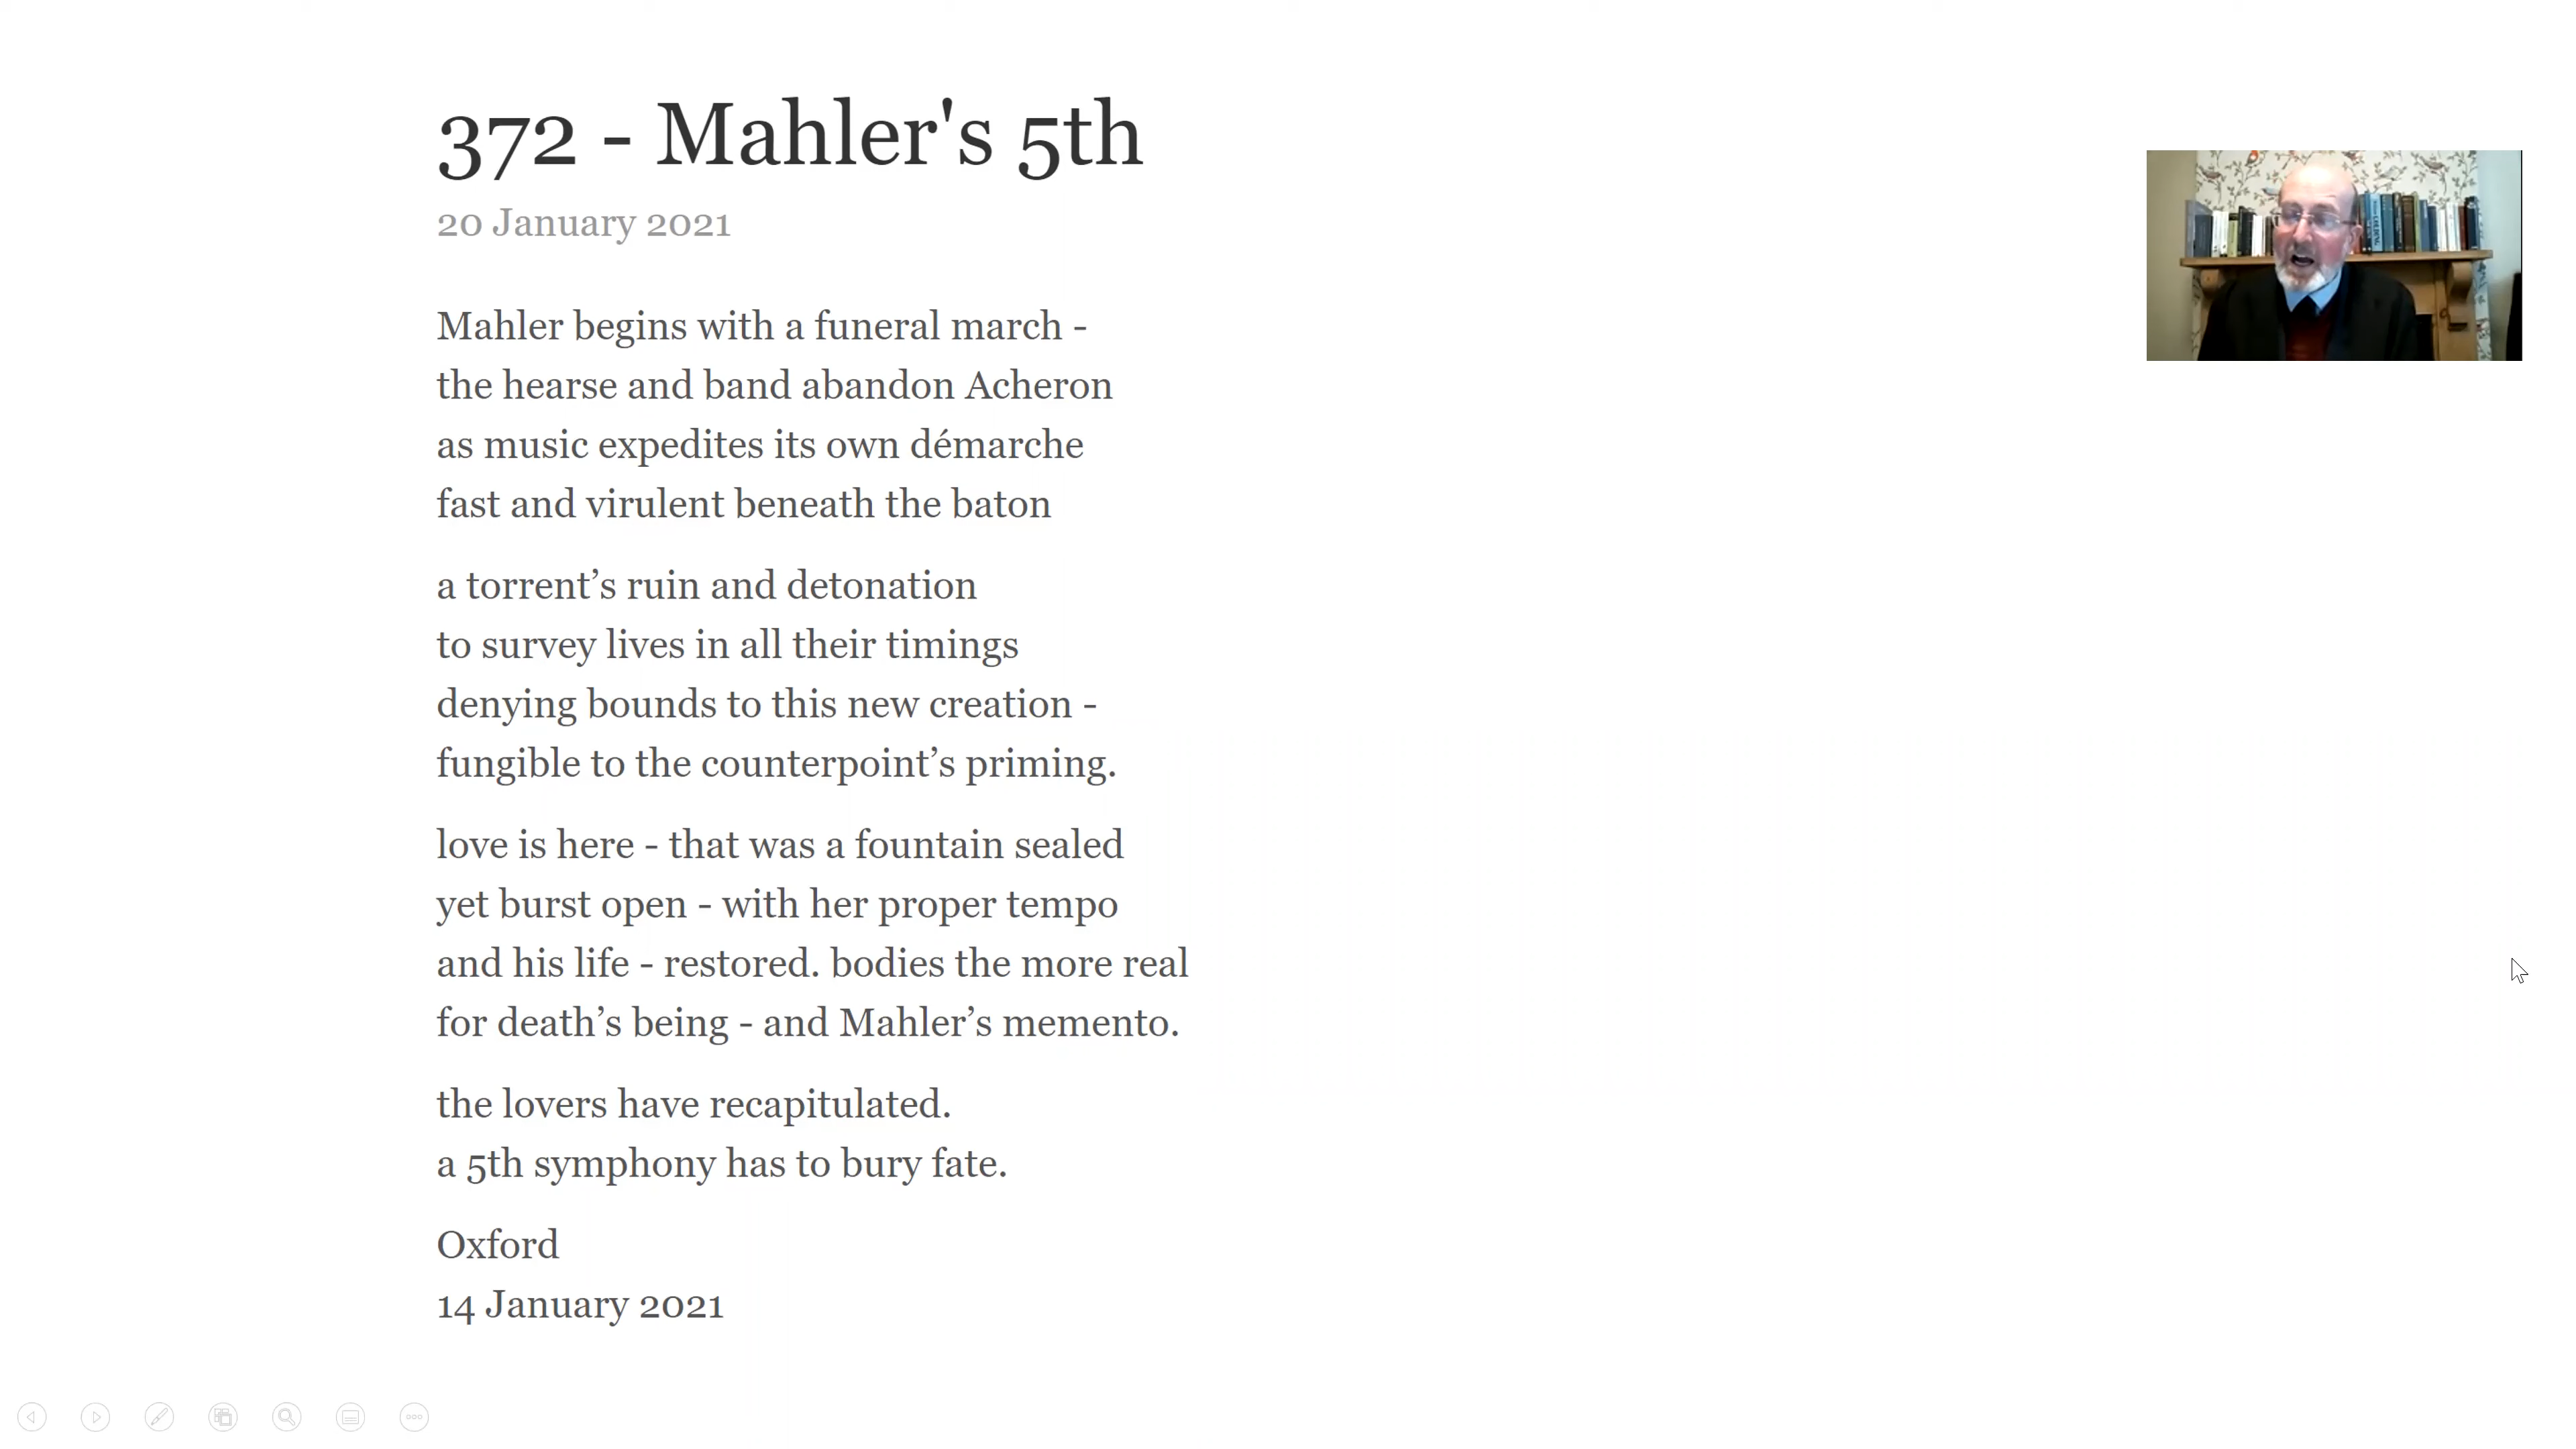 372 - Mahler's 5th
20 January 2021
Mahler begins with a funeral march -
the hearse and band abandon Acheron
as music expedites its own démarche
fast and virulent beneath the baton
a torrent’s ruin and detonation
to survey lives in all their timings
denying bounds to this new creation -
fungible to the counterpoint’s priming.
love is here - that was a fountain sealed
yet burst open - with her proper tempo
and his life - restored. bodies the more real
for death’s being - and Mahler’s memento.
the lovers have recapitulated.
a 5th symphony has to bury fate.
Oxford
14 January 2021